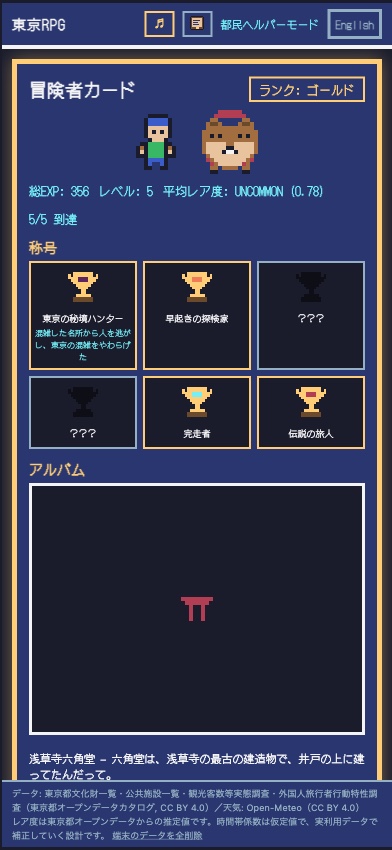 東京RPG
都民ヘルパーモード
English
冒険者カード
ランク: ゴールド
総EXP: 356 レベル: 5 平均レア度: UNCOMMON (0.78)
5/5 到達
称号
東京の秘境ハンター
混雑した名所から人を逃が
し、東京の混雑をやわらげ
た
早起きの探検家
???
???
完走者
伝説の旅人
アルバム
浅草寺六角堂 – 六角堂は、浅草寺の最古の建造物で、井戸の上に建
ってたんだって。
データ: 東京都文化財一覧・公共施設一覧・観光客数等実態調査・外国人旅行者行動特性調
査（東京都オープンデータカタログ, CC BY 4.0）／天気: Open-Meteo（CC BY 4.0）
レア度は東京都オープンデータからの推定値です。時間帯係数は仮定値で、実利用データで
補正していく設計です。 端末のデータを全削除